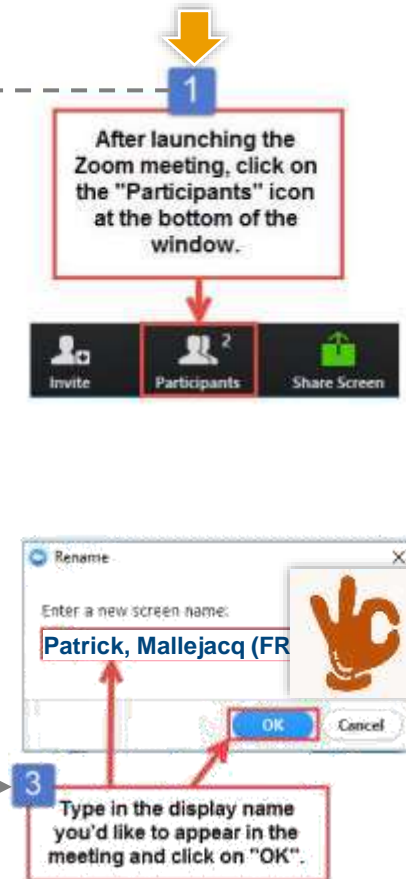 1
After launching the
Zoom meeting, click on
the "Participants" icon
at the bottom of the
window.
2
Invite
Participants
Share Screen
Rename
Enter a new screen name:
Patrick, Mallejacq (FR
OK
Cancel
3
Type in the display name
you'd like to appear in the
meeting and click on "OK".